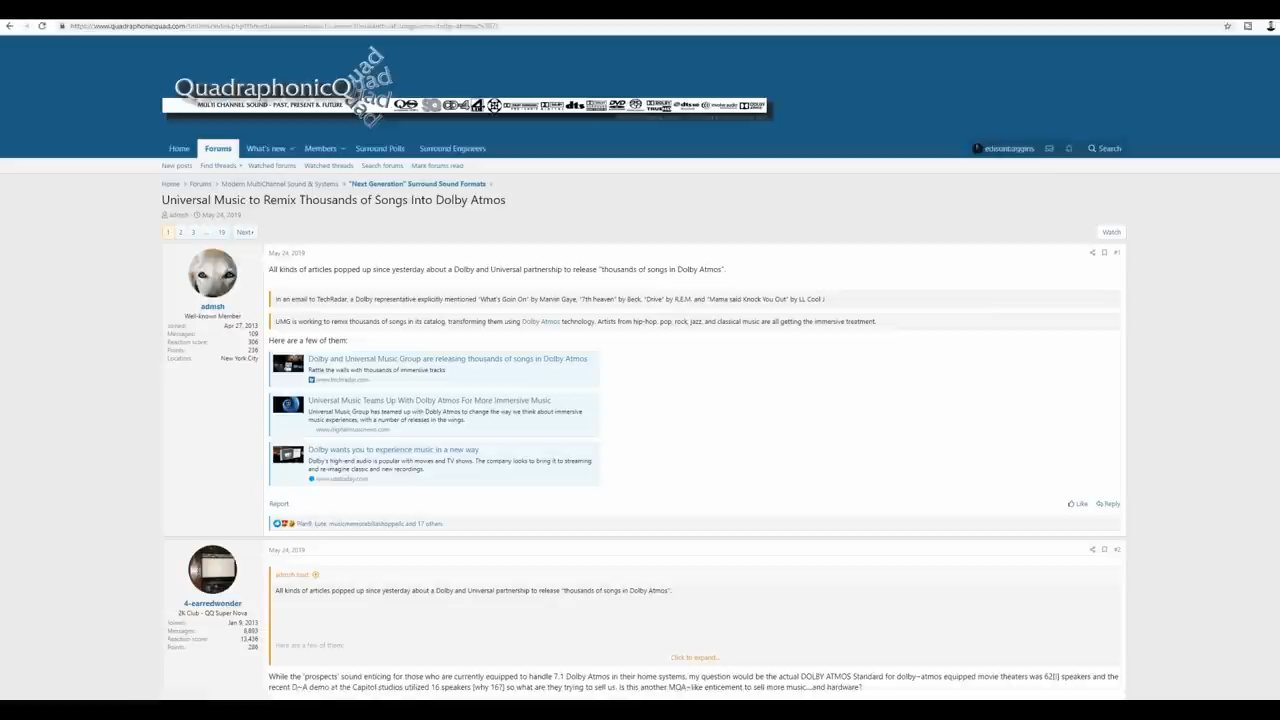 QuadraphonicQuad
MULTI CHANNEL SOUND - PAST, PRESENT & FUTURE
Home Forums What's new Members Surround Polls Surround Engineers
Search
New posts Find threads Watched forums Watched threads Search forums Mark forums read
Home Forums Modern MultiChannel Sound & Systems "Next Generation" Surround Sound Formats
Universal Music to Remix Thousands of Songs Into Dolby Atmos
admsh May 24, 2019
1 2 3 ... 19 Next
Watch
May 24, 2019
#1
All kinds of articles popped up since yesterday about a Dolby and Universal partnership to release "thousands of songs in Dolby Atmos".
In an email to TechRadar, a Dolby representative explicitly mentioned "What's Goin On" by Marvin Gaye, "7th heaven" by Beck, "Drive" by R.E.M. and "Mama said Knock You Out" by LL Cool J
UMG is working to remix thousands of songs in its catalog, transforming them using Dolby Atmos technology. Artists from hip-hop, pop, rock, jazz, and classical music are all getting the immersive treatment.
Here are a few of them:
Dolby and Universal Music Group are releasing thousands of songs in Dolby Atmos
Rattle the walls with thousands of immersive tracks
www.techradar.com
Universal Music Teams Up With Dolby Atmos For More Immersive Music
Universal Music Group has teamed up with Dolby Atmos to change the way we think about immersive
music experiences, with a number of releases in the wings.
Dolby wants you to experience music in a new way
Dolby's high-end audio is popular with movies and TV shows. The company looks to bring it to streaming
and re-imagine classic and new recordings.
www.usatoday.com
admsh
Well-known Member
Joined: Apr 27, 2013
Messages: 109
Reaction score: 306
Points: 236
Location: New York City
Report
Like Reply
and 17 others
May 24, 2019
#2
4-earredwonder
2K Club - QQ Super Nova
Joined: Jan 9, 2013
Messages: 8,693
Reaction score: 13,436
Points: 286
admsh said:
All kinds of articles popped up since yesterday about a Dolby and Universal partnership to release "thousands of songs in Dolby Atmos".
Here are a few of them:
Click to expand...
While the 'prospects' sound enticing for those who are currently equipped to handle 7.1 Dolby Atmos in their home systems, my question would be the actual DOLBY ATMOS Standard for dolby~atmos equipped movie theaters was 62[!] speakers and the
recent D~A demo at the Capitol studios utilized 16 speakers [why 16?] so what are they trying to sell us. Is this another MQA~like enticement to sell more music....and hardware?